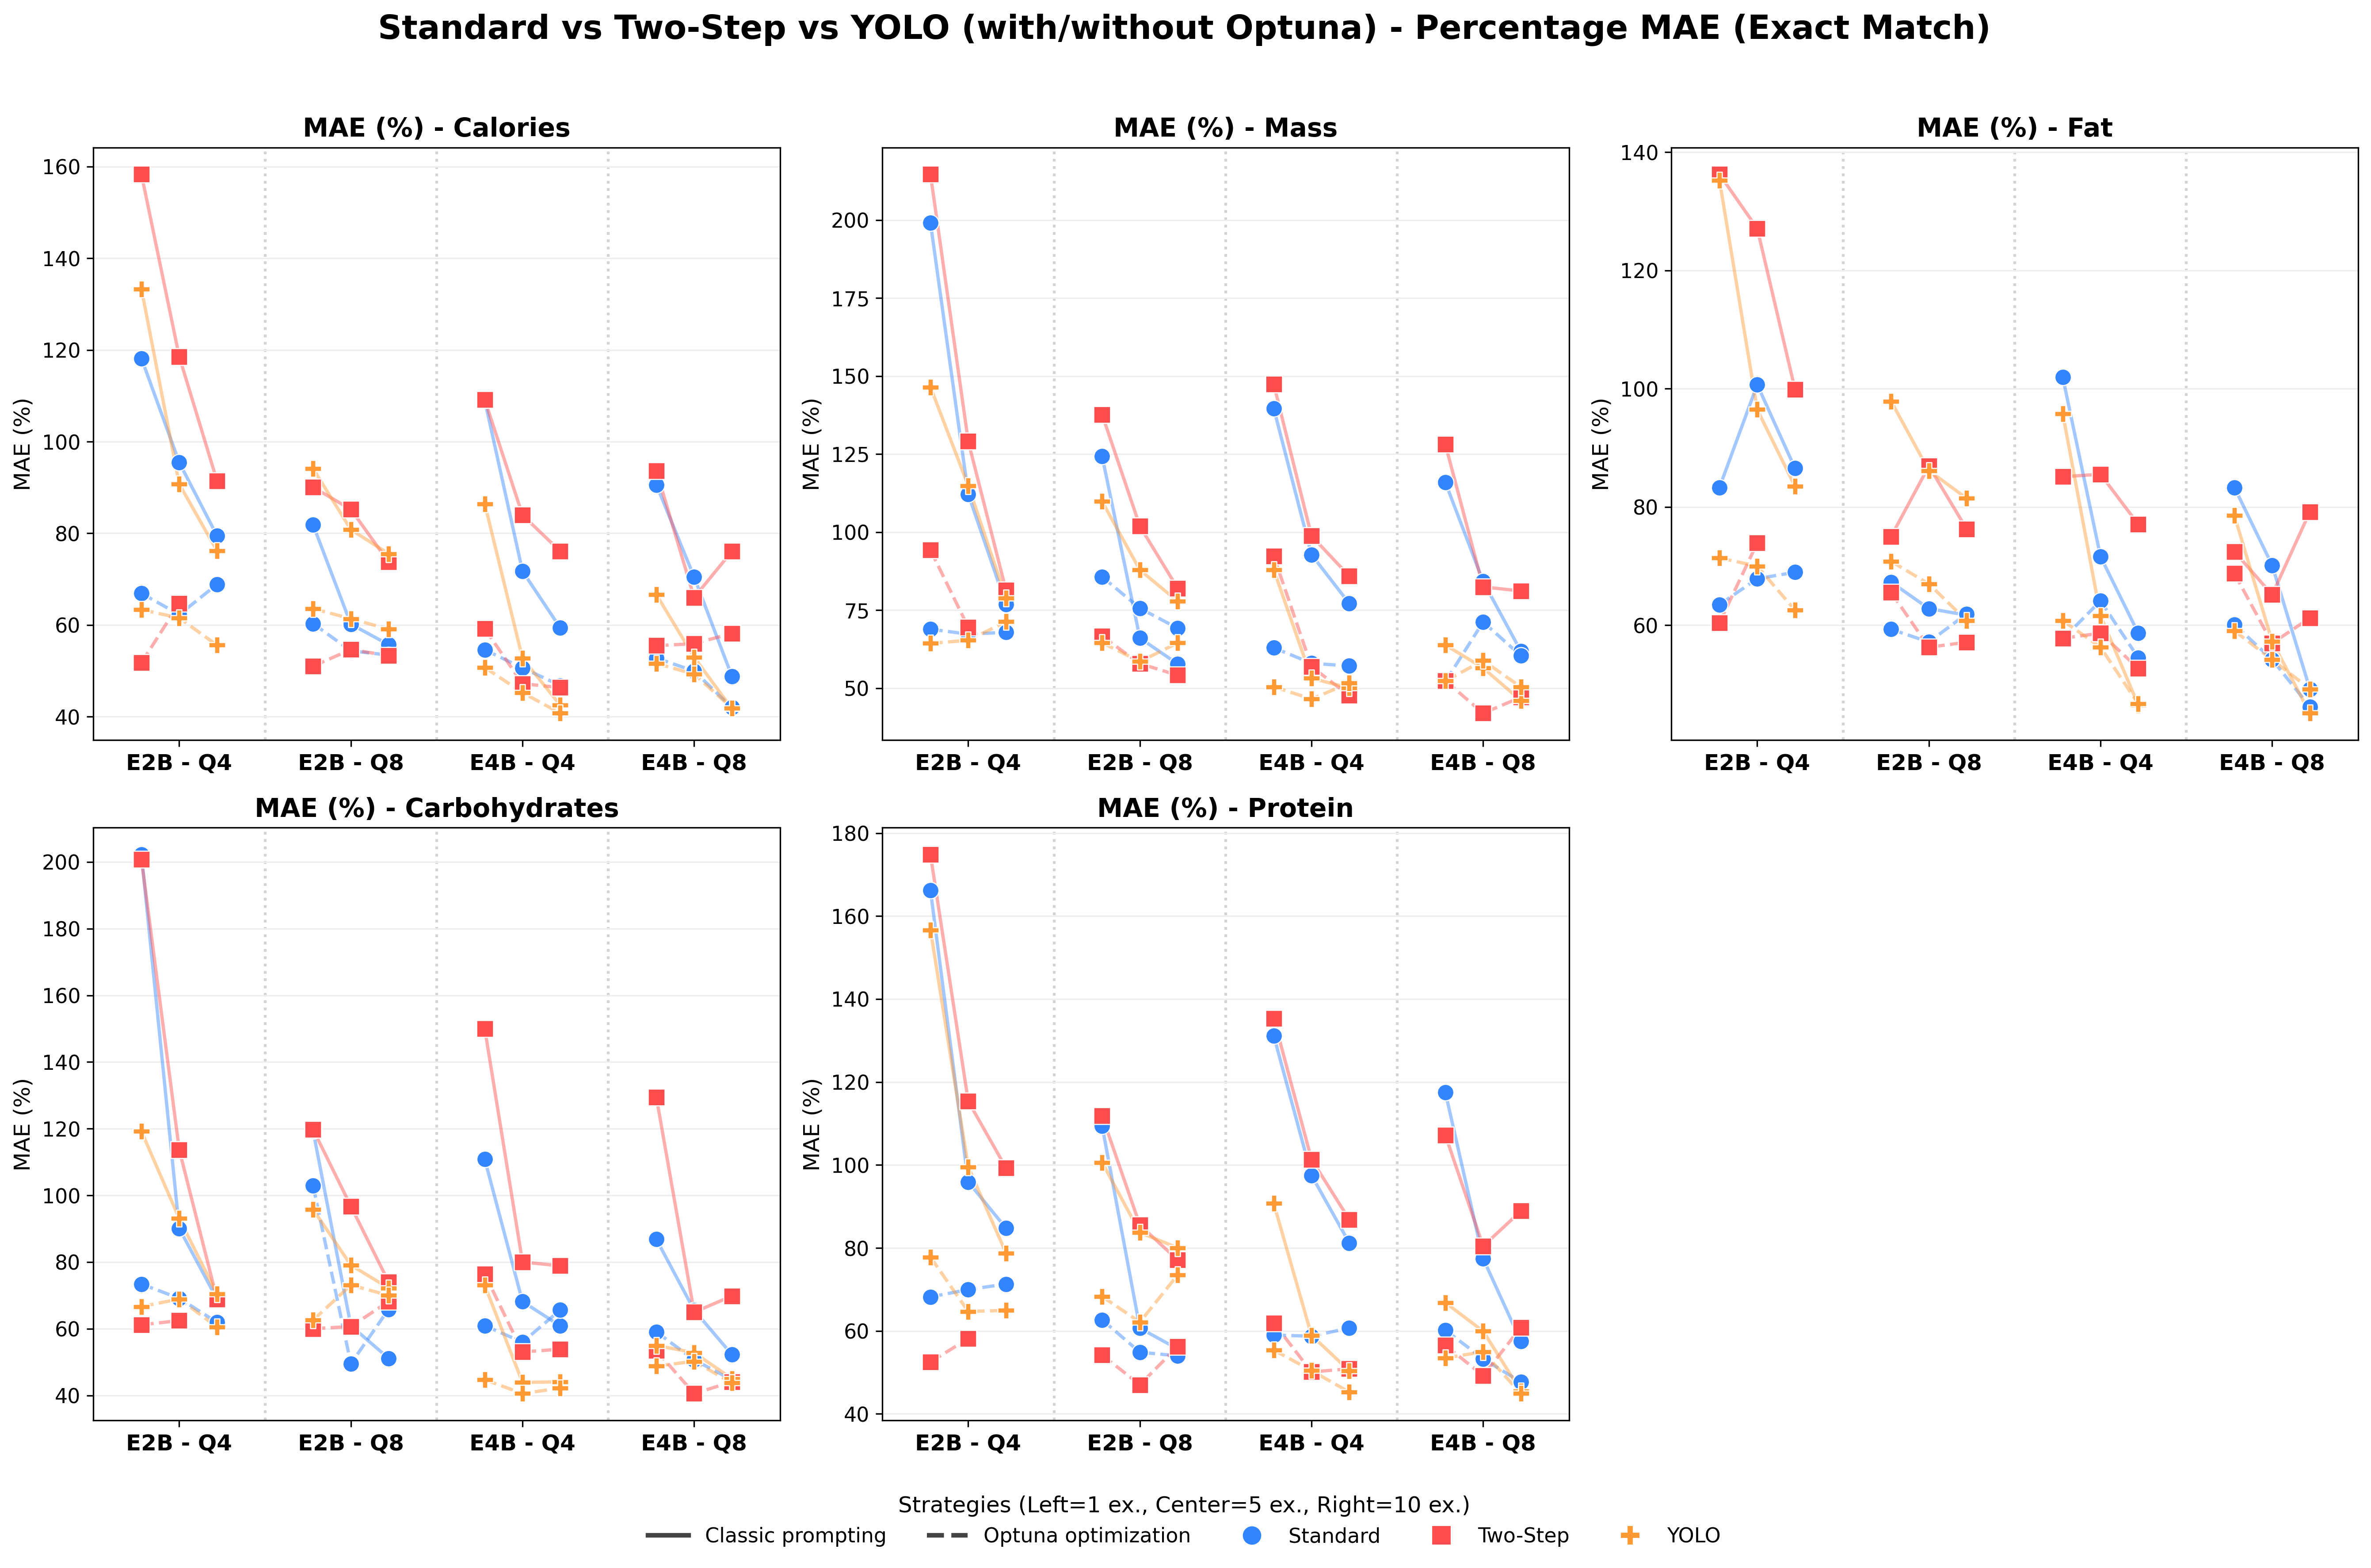 Standard vs Two-Step vs YOLO (with/without Optuna) - Percentage MAE (Exact Match)
MAE (%) - Calories
MAE (%)
160
140
120
100
80
60
40
E2B - Q4
E2B - Q8
E4B - Q4
E4B - Q8
MAE (%) - Mass
MAE (%)
200
175
150
125
100
75
50
E2B - Q4
E2B - Q8
E4B - Q4
E4B - Q8
MAE (%) - Fat
MAE (%)
140
120
100
80
60
E2B - Q4
E2B - Q8
E4B - Q4
E4B - Q8
MAE (%) - Carbohydrates
MAE (%)
200
180
160
140
120
100
80
60
40
E2B - Q4
E2B - Q8
E4B - Q4
E4B - Q8
MAE (%) - Protein
MAE (%)
180
160
140
120
100
80
60
40
E2B - Q4
E2B - Q8
E4B - Q4
E4B - Q8
Strategies (Left=1 ex., Center=5 ex., Right=10 ex.)
Classic prompting
Optuna optimization
Standard
Two-Step
YOLO